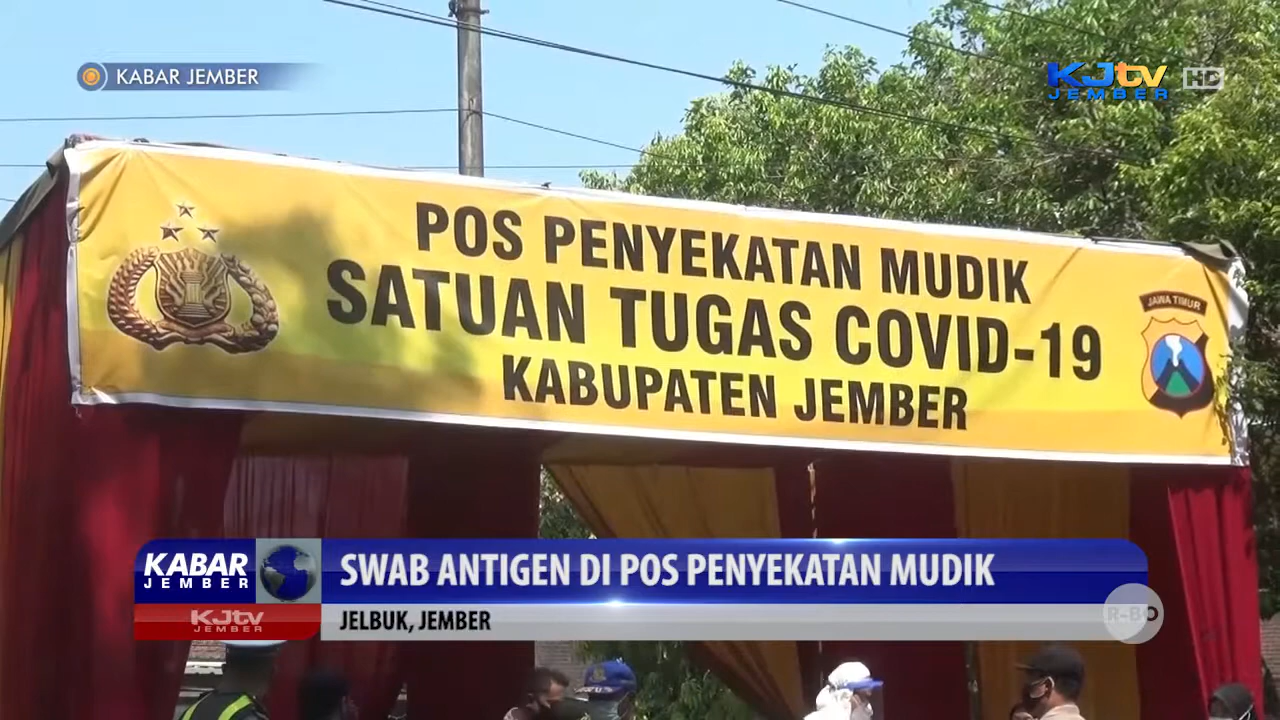 KABAR JEMBER
KJtv
JEMBER
HD
POS PENYEKATAN MUDIK
SATUAN TUGAS COVID-19
KABUPATEN JEMBER
JAWA TIMUR
KABAR
JEMBER
SWAB ANTIGEN DI POS PENYEKATAN MUDIK
KJtv
JEMBER
JELBUK, JEMBER
R-BO